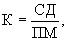 К = СД / ПМ,